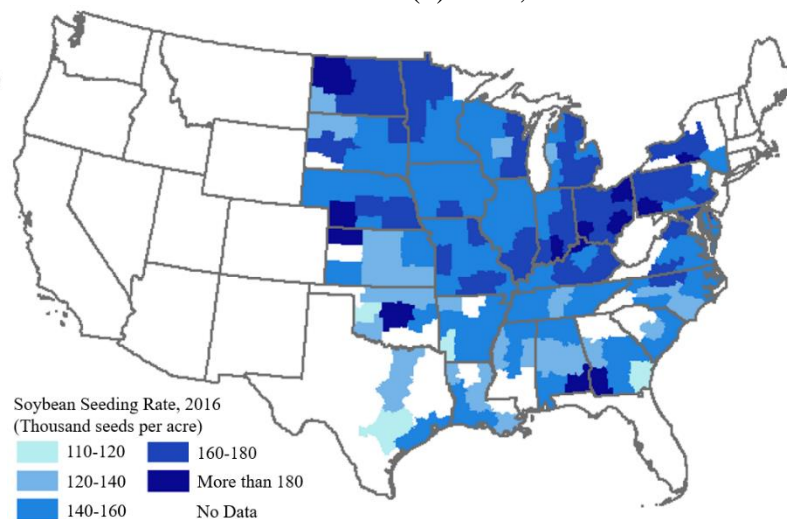 Soybean Seeding Rate, 2016
(Thousand seeds per acre)
110-120
160-180
120-140
More than 180
140-160
No Data